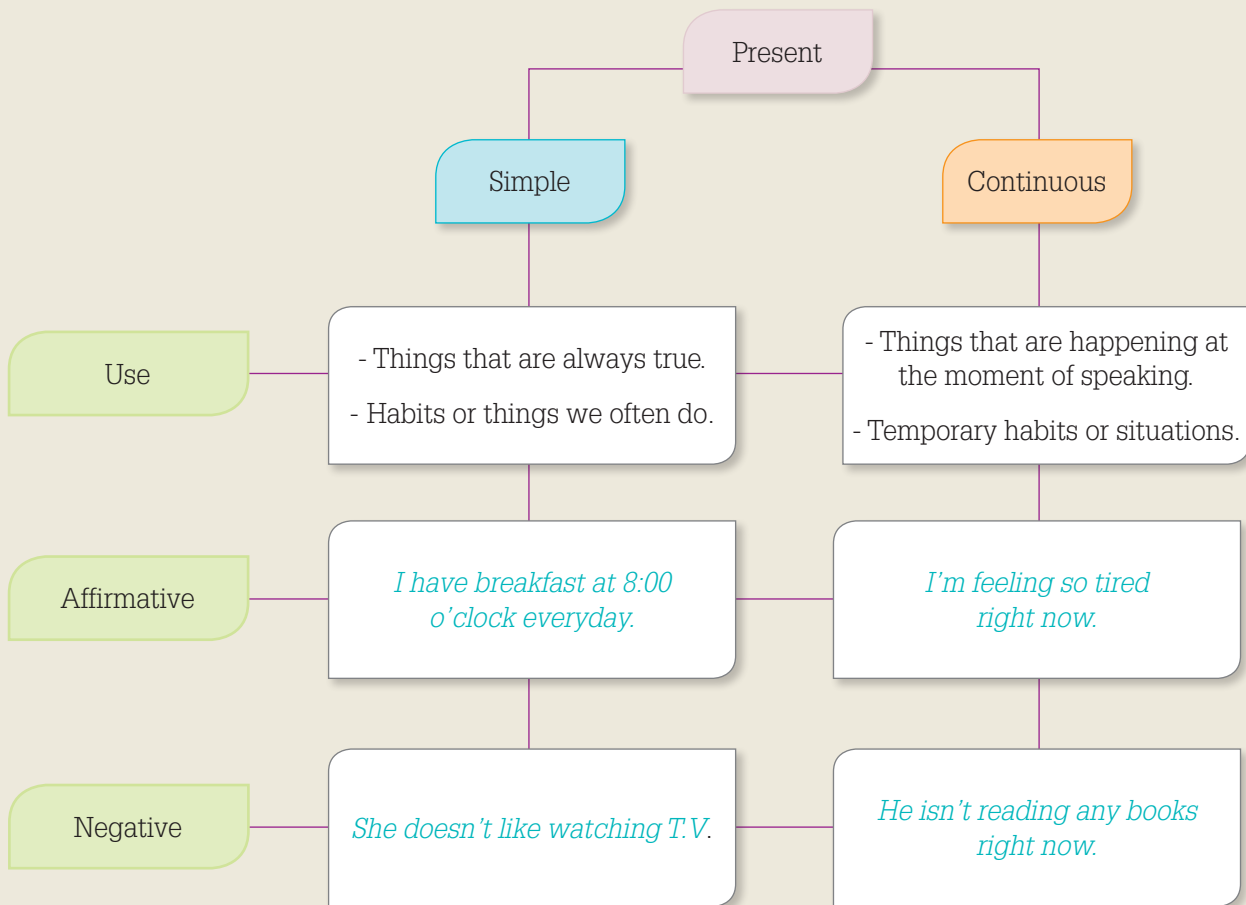 Present
Simple
Continuous
Use
- Things that are always true.
- Habits or things we often do.
- Things that are happening at
the moment of speaking.
- Temporary habits or situations.
Affirmative
I have breakfast at 8:00
o'clock everyday.
I'm feeling so tired
right now.
Negative
She doesn't like watching T.V.
He isn't reading any books
right now.